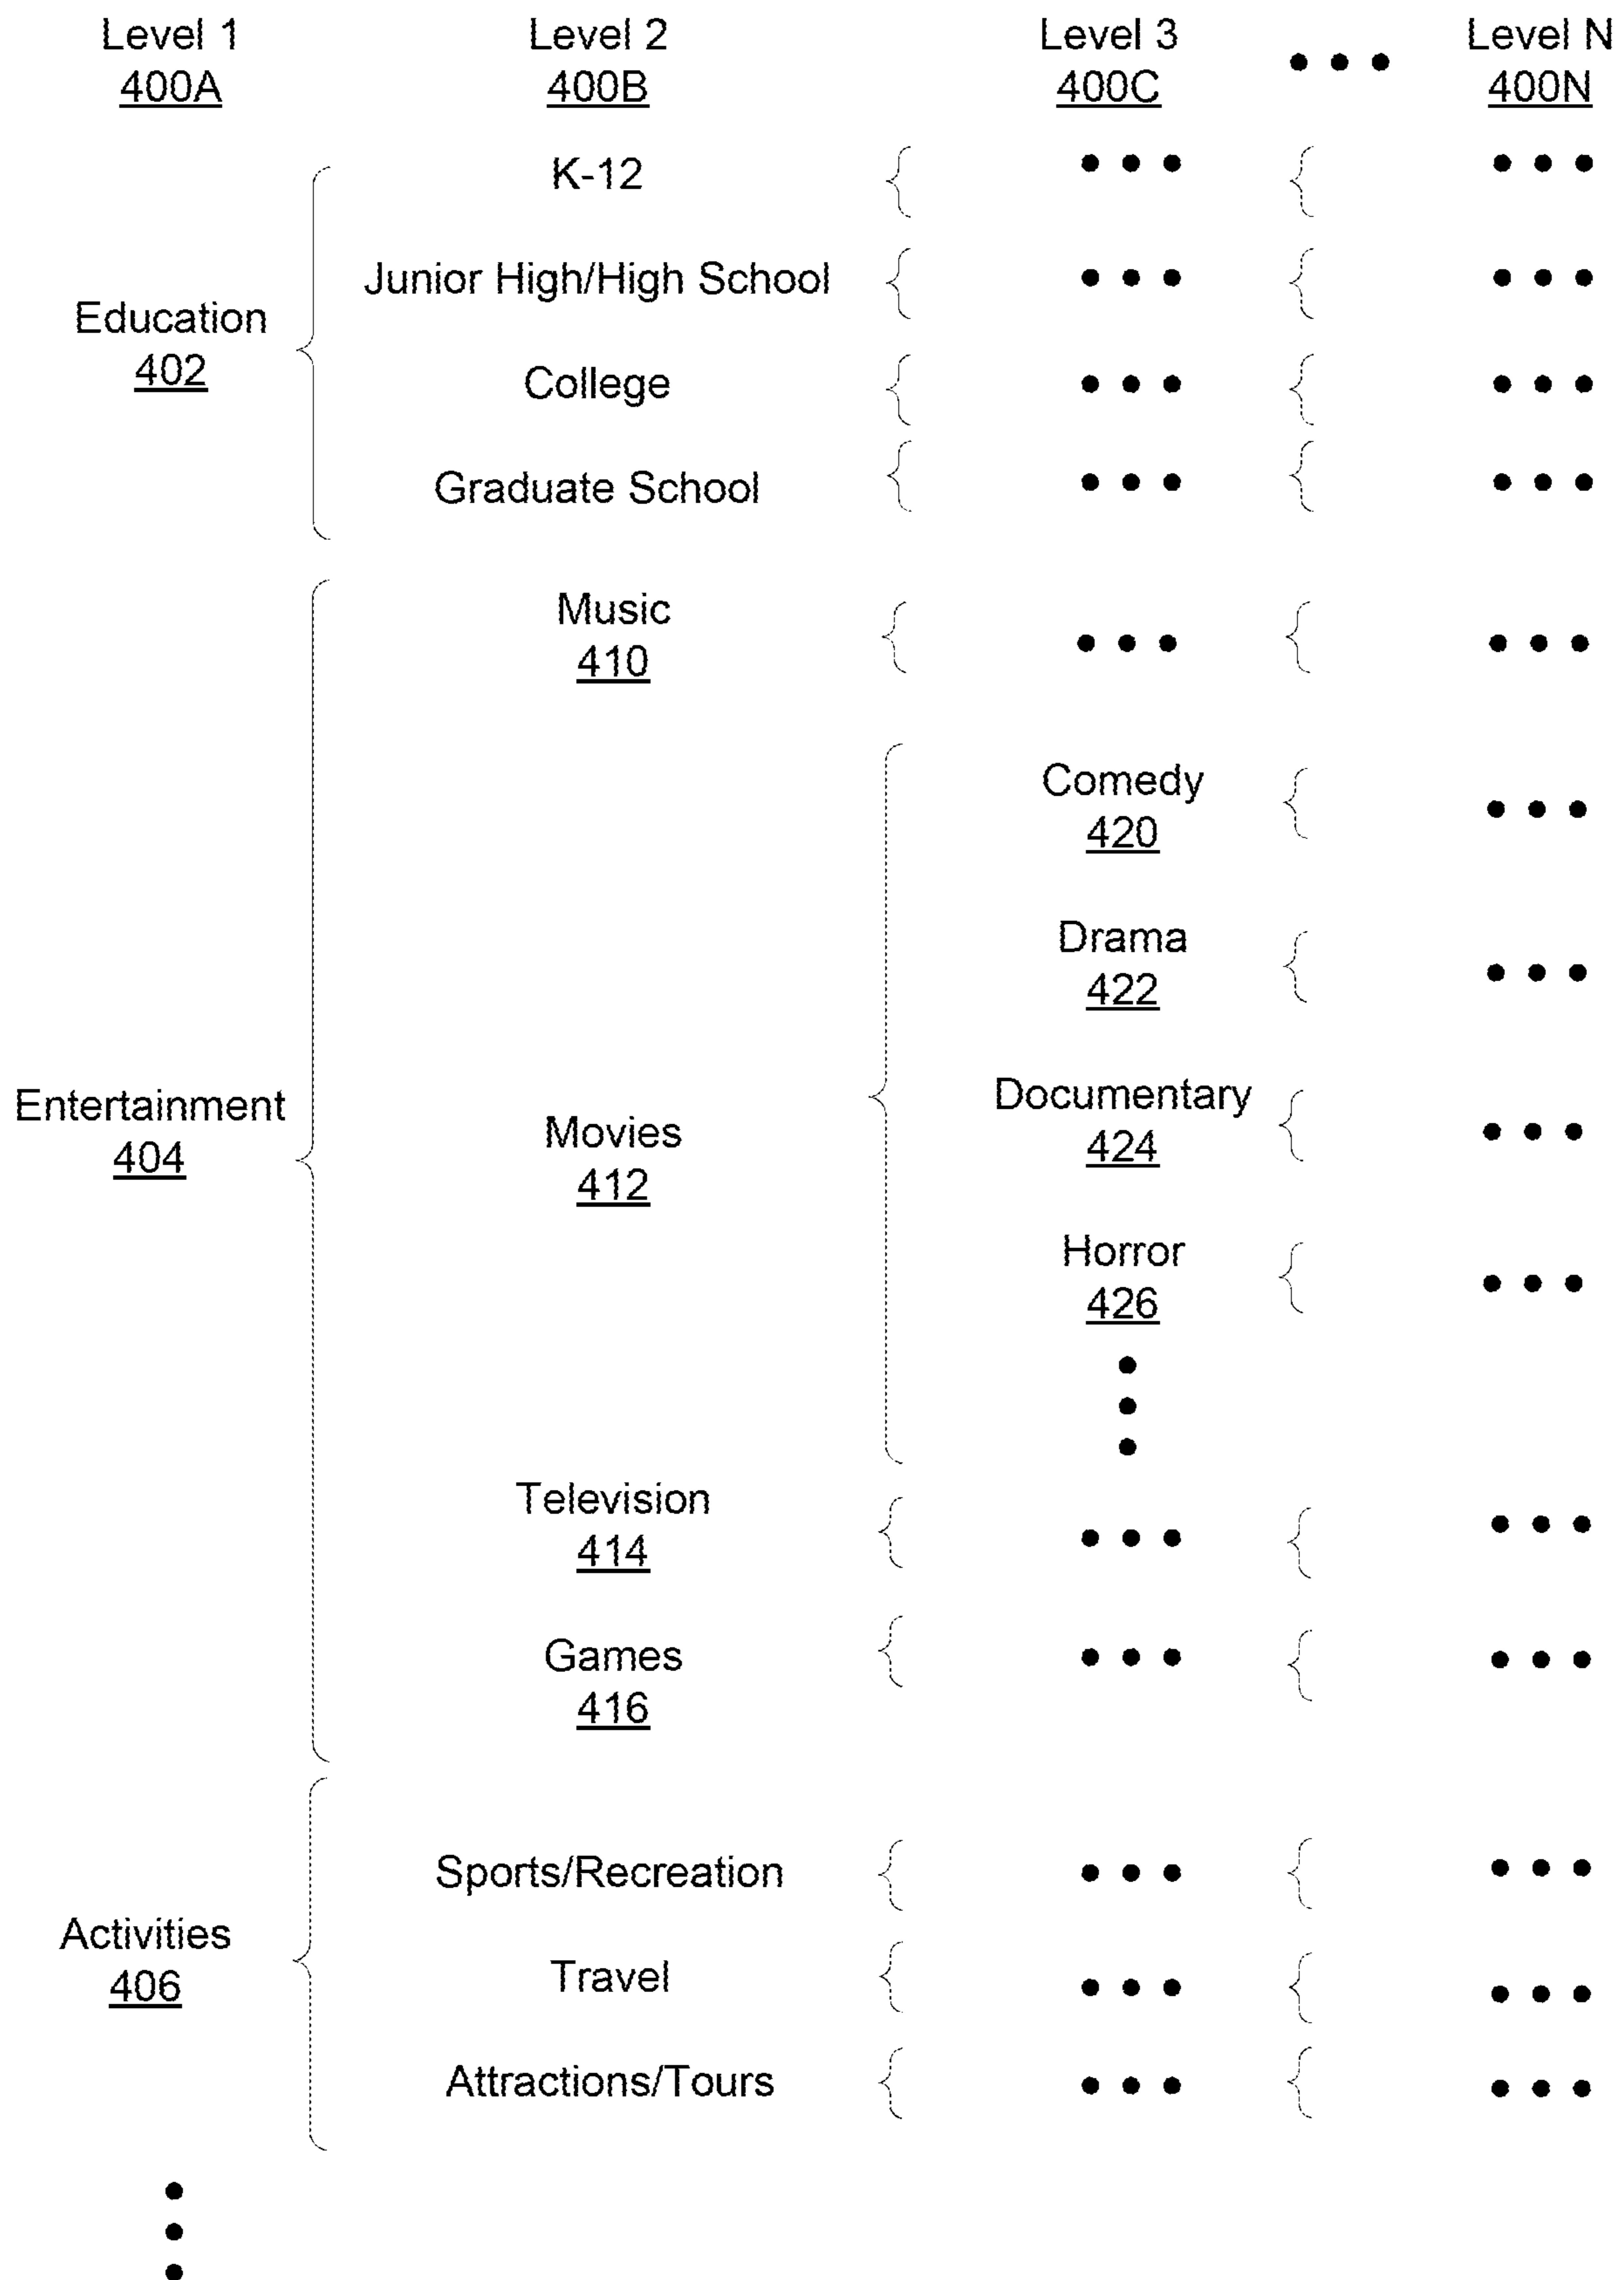 Level 1
400A
Level 2
400B
Level 3
400C
Level N
400N
Education
402
K-12
Junior High/High School
College
Graduate School
Entertainment
404
Music
410
Movies
412
Comedy
420
Drama
422
Documentary
424
Horror
426
Television
414
Games
416
Activities
406
Sports/Recreation
Travel
Attractions/Tours